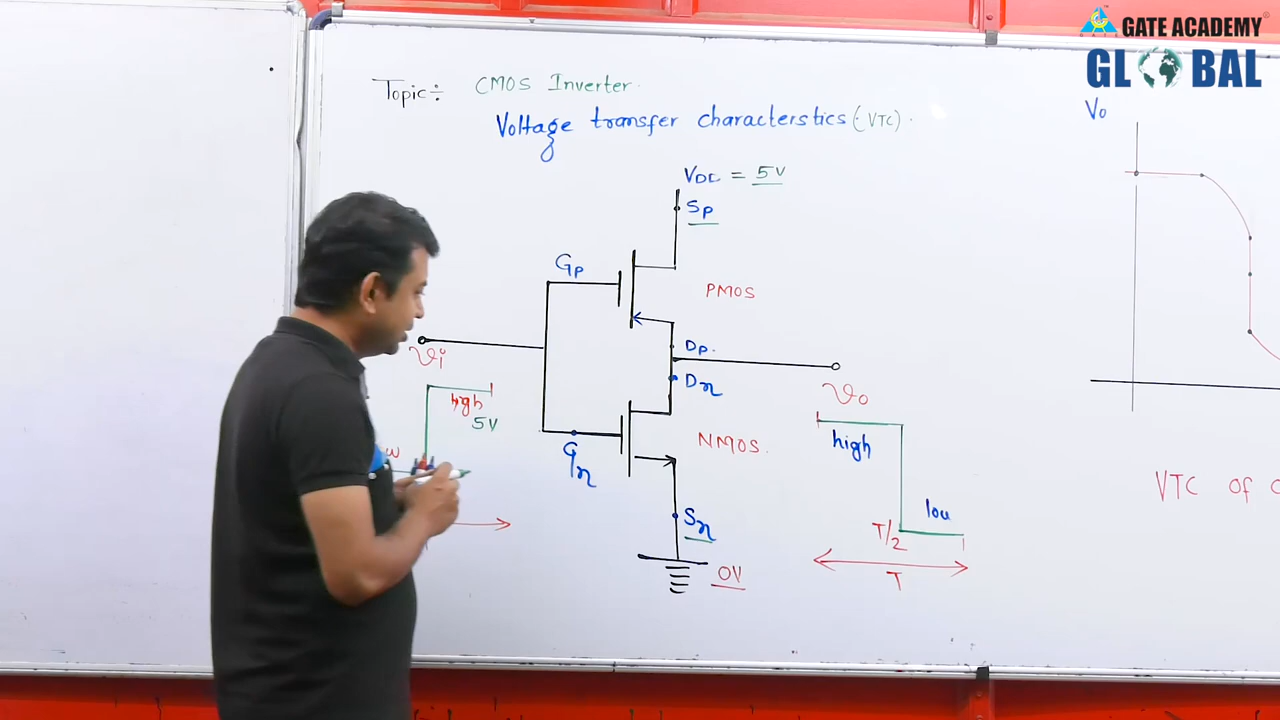 GATE ACADEMY
GLOBAL
Topic ÷ CMOS Inverter.
Voltage transfer characterstics (VTC).
Vo
VDC = 5V
Sp
Gp
PMOS
Dp.
Dn
Vi
Vo
high
5V
high
NMOS.
Gn
w
Sn
low
T/2
T
0V
VTC of